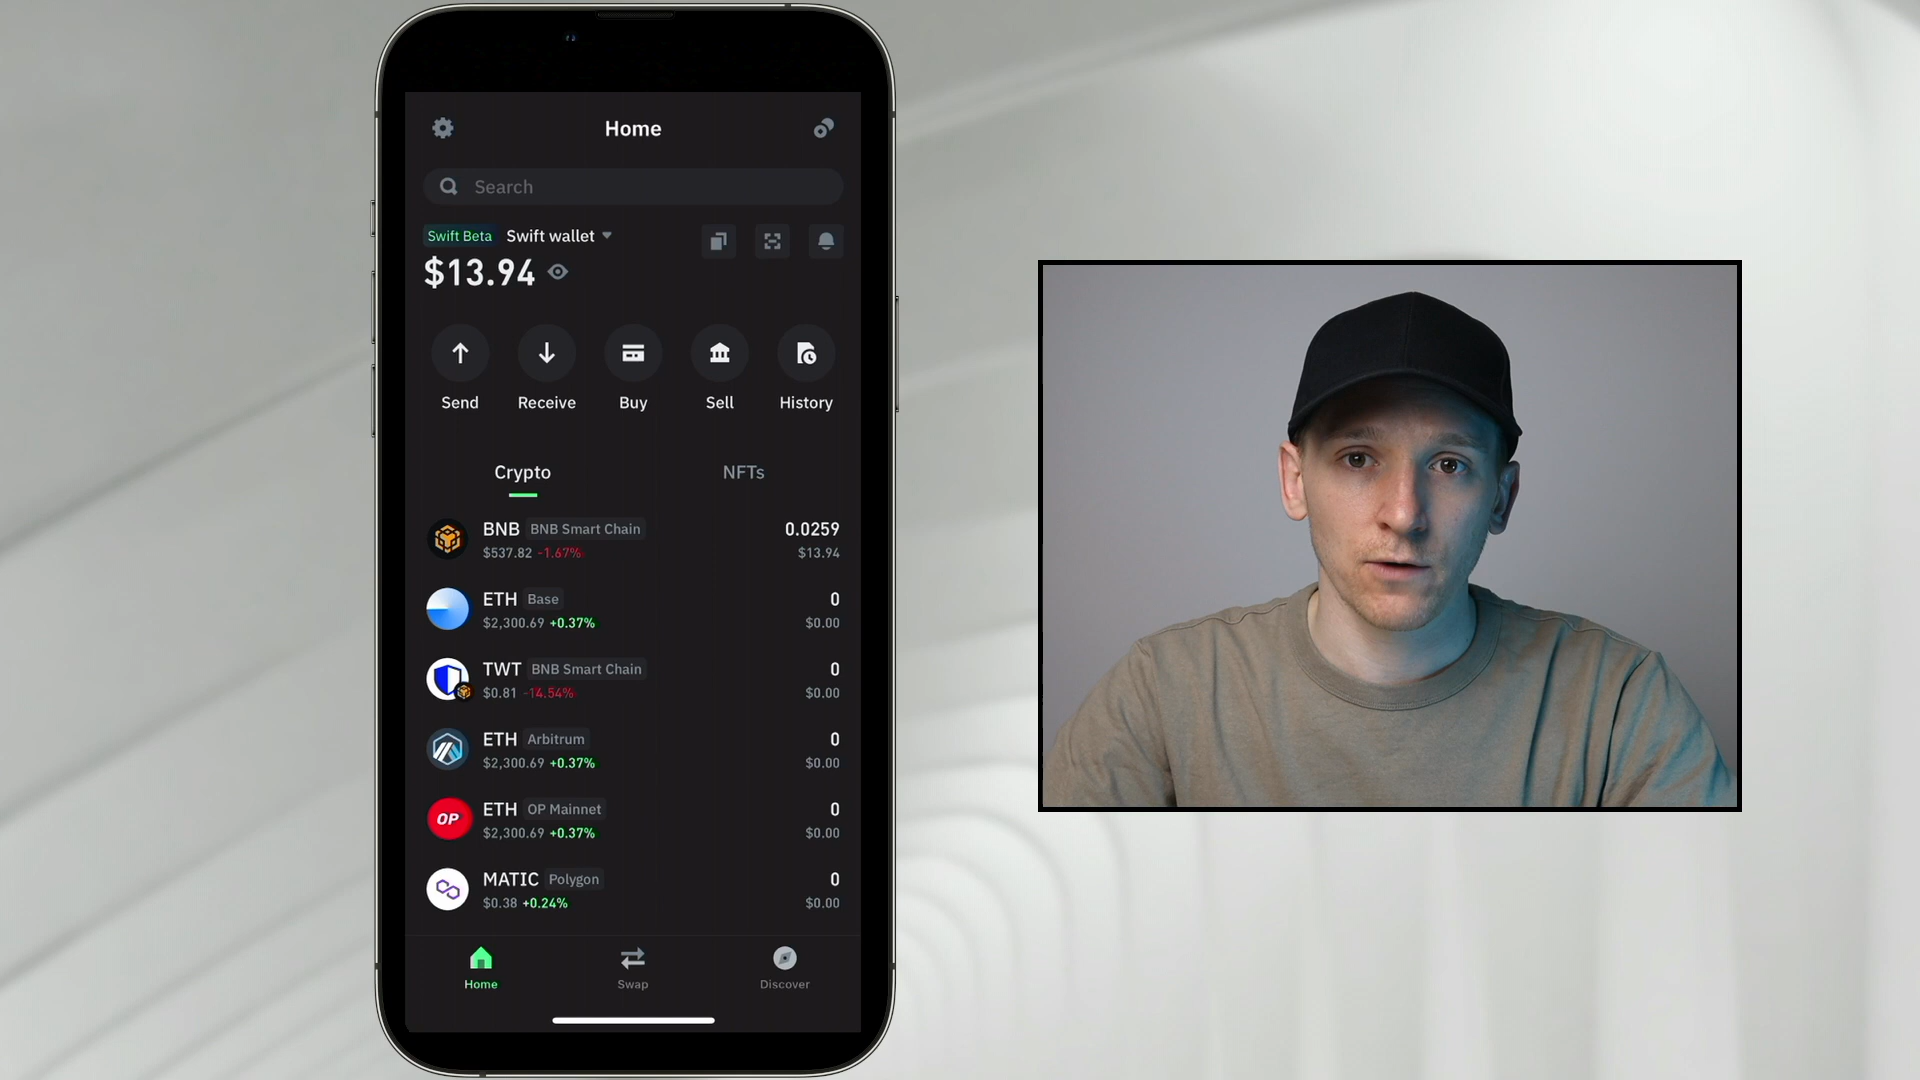 Home
Search
Swift Beta Swift wallet
$13.94
Send Receive Buy Sell History
Crypto NFTs
BNB BNB Smart Chain 0.0259
$537.82 -1.67% $13.94
ETH Base 0
$2,300.69 +0.37% $0.00
TWT BNB Smart Chain 0
$0.81 -14.54% $0.00
ETH Arbitrum 0
$2,300.69 +0.37% $0.00
OP
ETH OP Mainnet 0
$2,300.69 +0.37% $0.00
MATIC Polygon 0
$0.38 +0.24% $0.00
Home Swap Discover